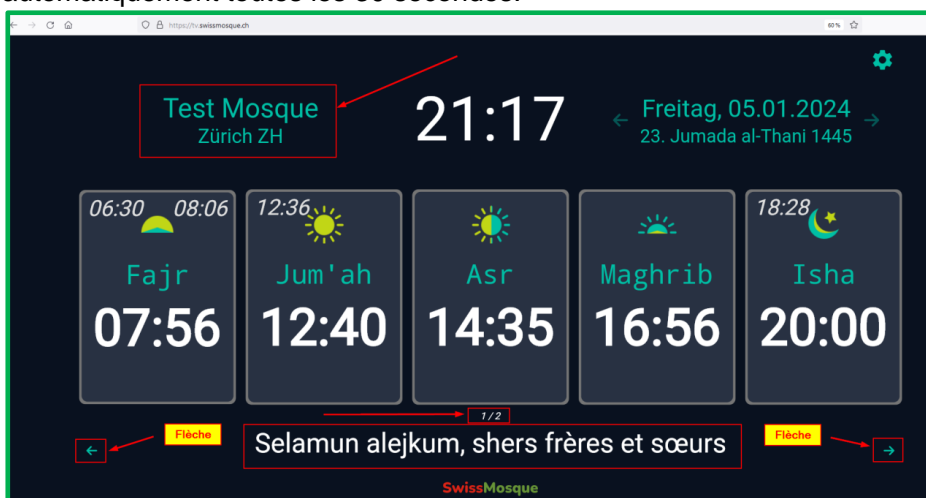 automatiquement toutes les 30 secondes.
https://tv.swissmosque.ch
60 %
Test Mosque
Zürich ZH
21:17
← Freitag, 05.01.2024 →
23. Jumada al-Thani 1445
06:30 08:06
Fajr
07:56
12:36
Jum'ah
12:40
Asr
14:35
Maghrib
16:56
18:28
Isha
20:00
1/2
Flèche
Selamun alejkum, shers frères et sœurs
Flèche
SwissMosque